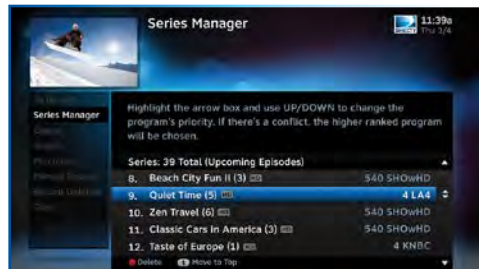 Series Manager
11:39a
Thu 3/4
Series Manager
Highlight the arrow box and use UP/DOWN to change the
program's priority. If there's a conflict, the higher ranked program
will be chosen.
Series: 39 Total (Upcoming Episodes)
8. Beach City Fun II (3) 540 SHOwHD
9. Quiet Time (5) 4 LA4
10. Zen Travel (6) 540 SHOwHD
11. Classic Cars in America (3) 540 SHOwHD
12. Taste of Europe (1) 4 KNBC
Delete Move to Top